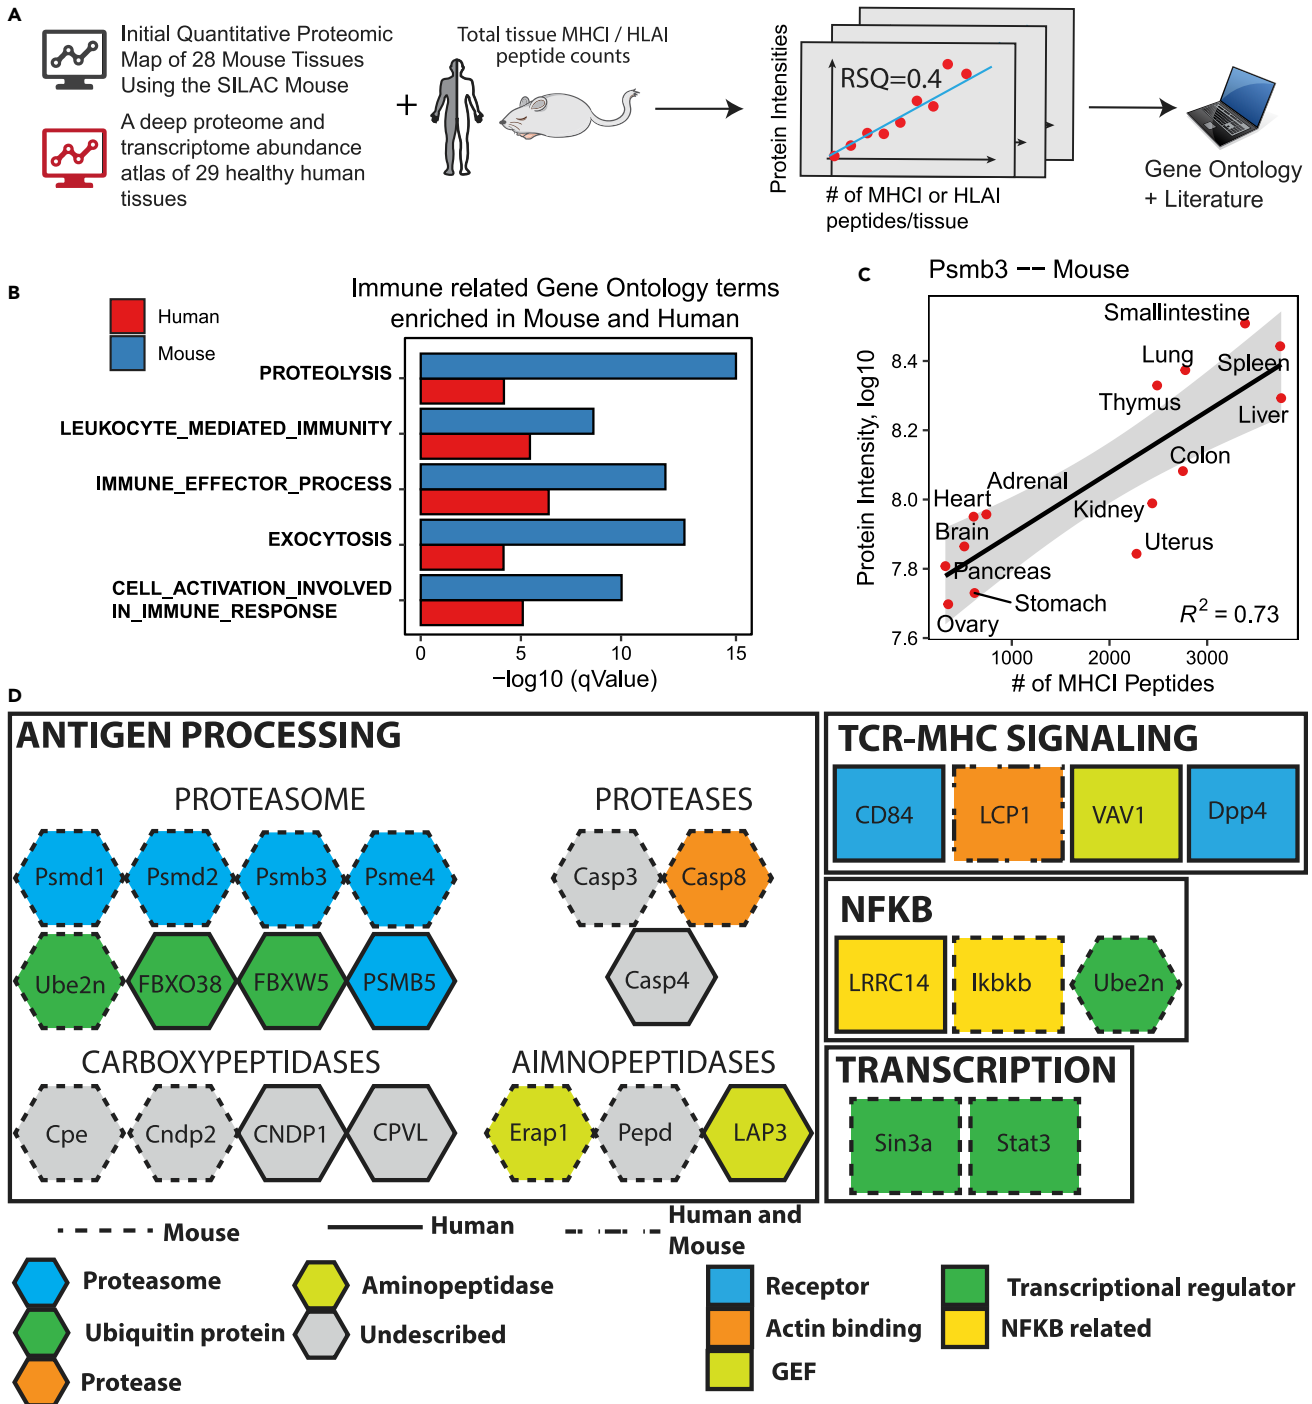 A
Initial Quantitative Proteomic
Map of 28 Mouse Tissues
Using the SILAC Mouse
A deep proteome and
transcriptome abundance
atlas of 29 healthy human
tissues
+
Total tissue MHCI / HLAI
peptide counts
Protein Intensities
RSQ=0.4
# of MHCI or HLAI
peptides/tissue
Gene Ontology
+ Literature
B
Human
Mouse
Immune related Gene Ontology terms
enriched in Mouse and Human
PROTEOLYSIS
LEUKOCYTE_MEDIATED_IMMUNITY
IMMUNE_EFFECTOR_PROCESS
EXOCYTOSIS
CELL_ACTIVATION_INVOLVED
IN_IMMUNE_RESPONSE
0 5 10 15
−log10 (qValue)
C
Psmb3 −− Mouse
Protein Intensity, log10
8.4
8.2
8.0
7.8
7.6
Smallintestine
Lung
Spleen
Thymus
Liver
Colon
Adrenal
Heart
Kidney
Brain
Uterus
Pancreas
Stomach
Ovary
R² = 0.73
1000 2000 3000
# of MHCI Peptides
D
ANTIGEN PROCESSING
PROTEASOME
Psmd1 Psmd2 Psmb3 Psme4
Ube2n FBXO38 FBXW5 PSMB5
PROTEASES
Casp3 Casp8
Casp4
CARBOXYPEPTIDASES
Cpe Cndp2 CNDP1 CPVL
AIMNOPEPTIDASES
Erap1 Pepd LAP3
TCR-MHC SIGNALING
CD84 LCP1 VAV1 Dpp4
NFKB
LRRC14 Ikbkb Ube2n
TRANSCRIPTION
Sin3a Stat3
Mouse
Human
Human and
Mouse
Proteasome
Ubiquitin protein
Protease
Aminopeptidase
Undescribed
Receptor
Actin binding
GEF
Transcriptional regulator
NFKB related